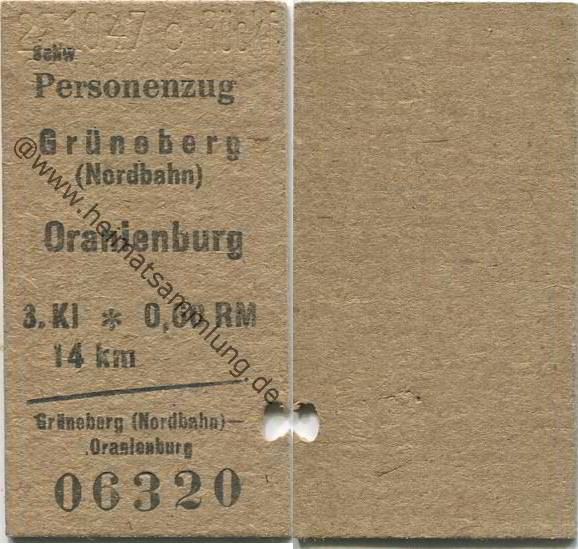 Schw
Personenzug
Grüneberg
(Nordbahn)
Oranienburg
3. Kl * 0,60 RM
14 km
Grüneberg (Nordbahn)—
Oranienburg
06320
@www.heimatsammlung.de